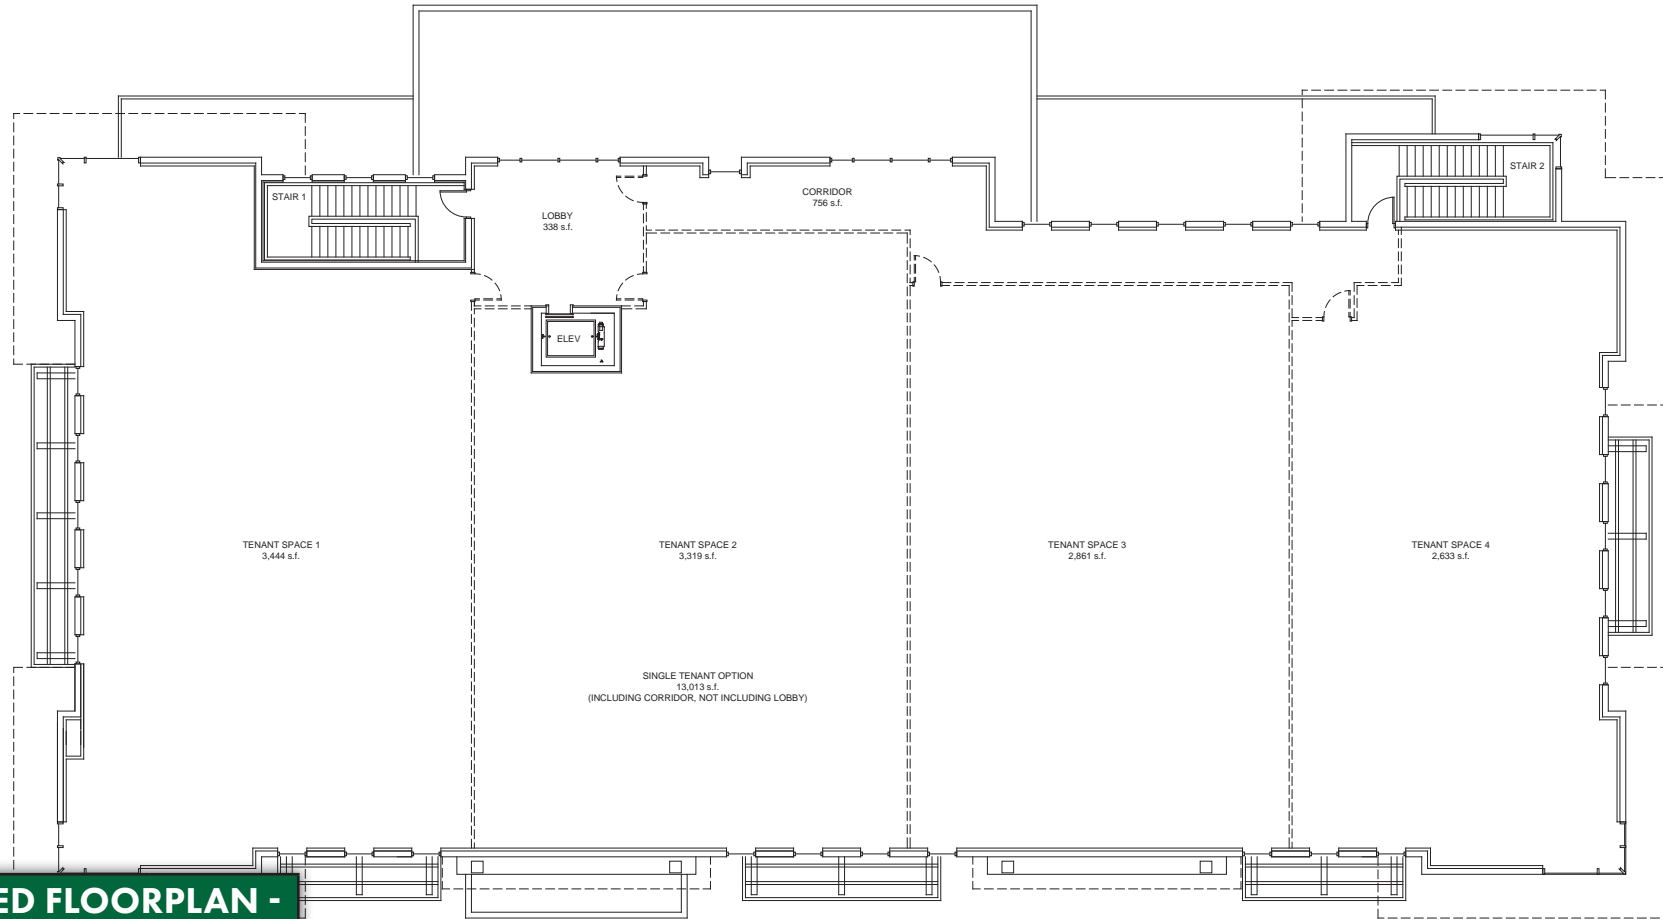 STAIR 1
LOBBY
338 s.f.
CORRIDOR
756 s.f.
STAIR 2
ELEV
TENANT SPACE 1
3,444 s.f.
TENANT SPACE 2
3,319 s.f.
TENANT SPACE 3
2,861 s.f.
TENANT SPACE 4
2,633 s.f.
SINGLE TENANT OPTION
13,013 s.f.
(INCLUDING CORRIDOR, NOT INCLUDING LOBBY)
ED FLOORPLAN -